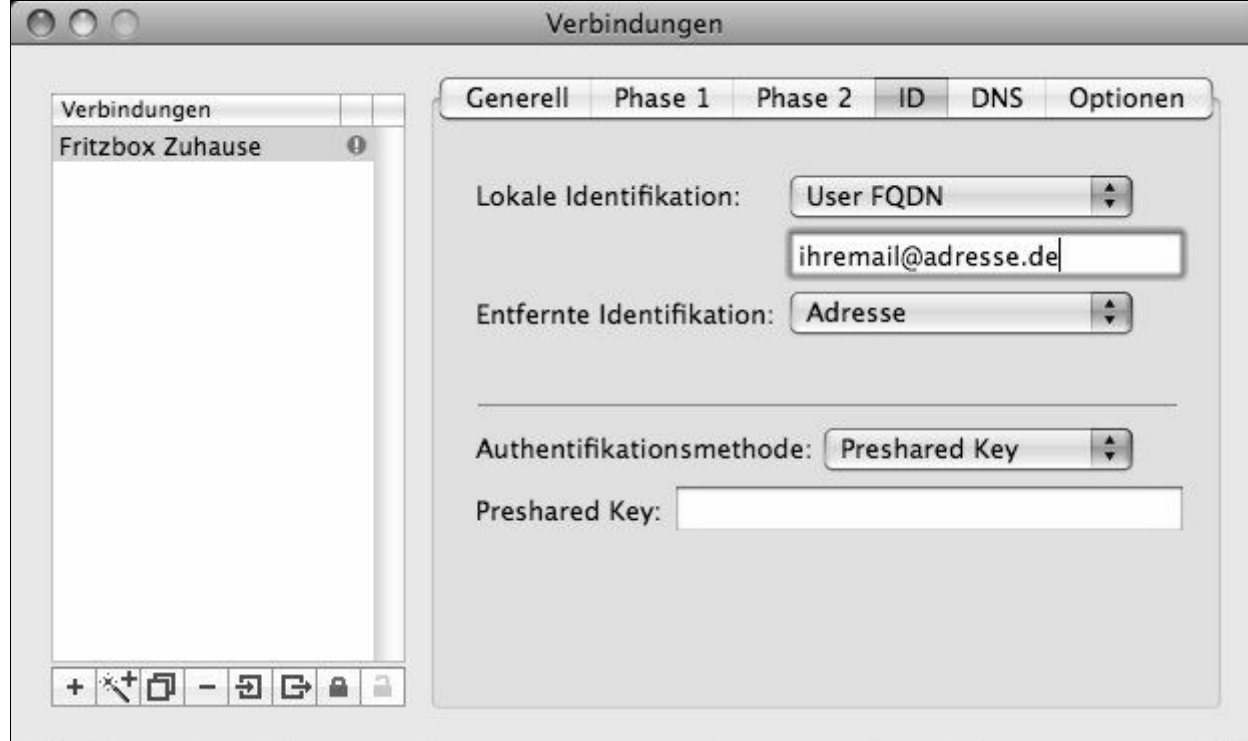 Verbindungen
Verbindungen
Fritzbox Zuhause
Generell Phase 1 Phase 2 ID DNS Optionen
Lokale Identifikation: User FQDN
ihremail@adresse.de
Entfernte Identifikation: Adresse
Authentifikationsmethode: Preshared Key
Preshared Key: